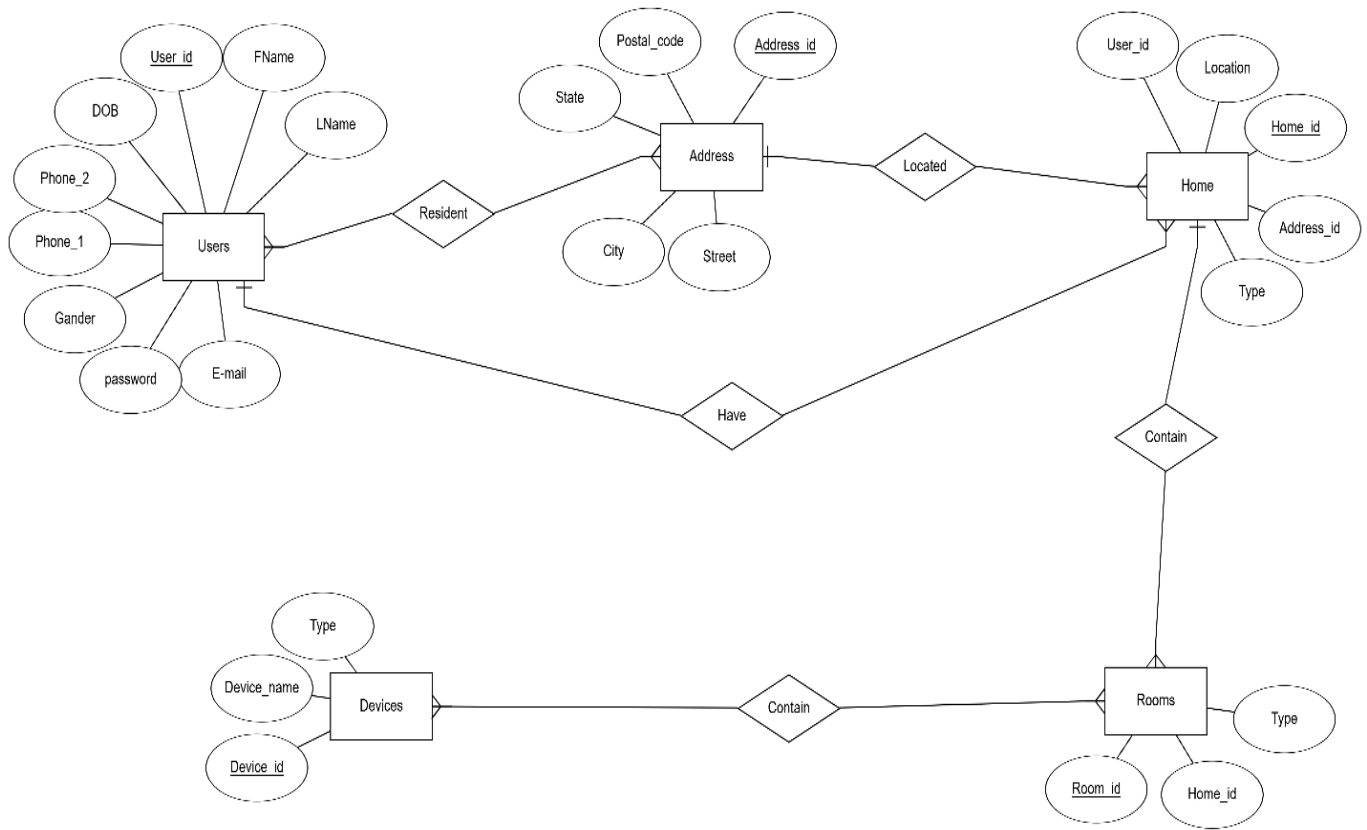 User_id
FName
DOB
LName
Phone_2
Phone_1
Users
Gander
password
E-mail
Resident
Postal_code
Address_id
State
Address
City
Street
Located
User_id
Location
Home_id
Home
Address_id
Type
Have
Contain
Type
Device_name
Devices
Device_id
Contain
Rooms
Type
Room_id
Home_id